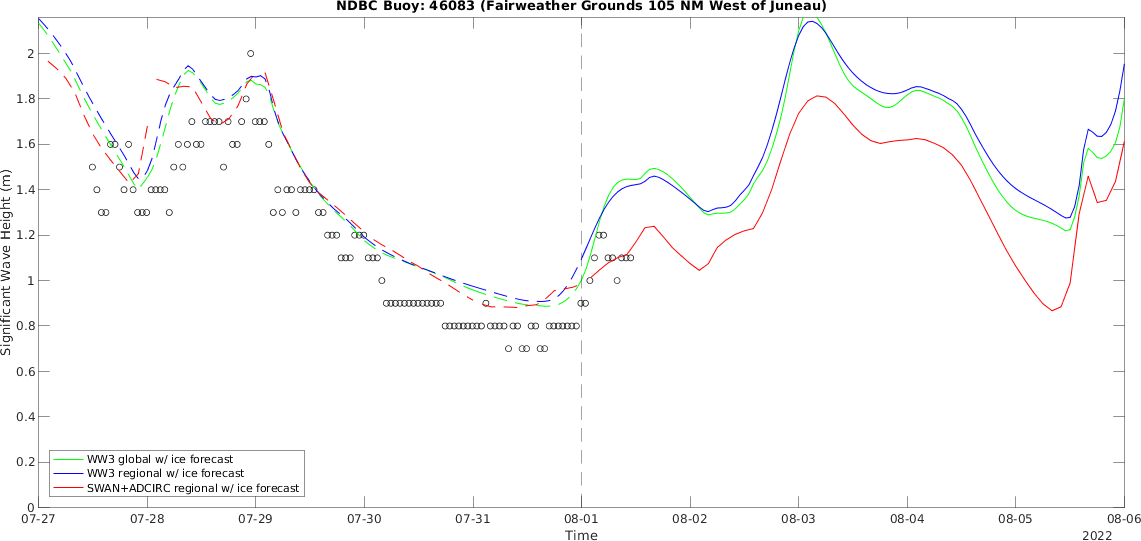 NDBC Buoy: 46083 (Fairweather Grounds 105 NM West of Juneau)
Significant Wave Height (m)
2
1.8
1.6
1.4
1.2
1
0.8
0.6
0.4
0.2
0
WW3 global w/ ice forecast
WW3 regional w/ ice forecast
SWAN+ADCIRC regional w/ ice forecast
07-27 07-28 07-29 07-30 07-31 08-01 08-02 08-03 08-04 08-05 08-06
Time
2022